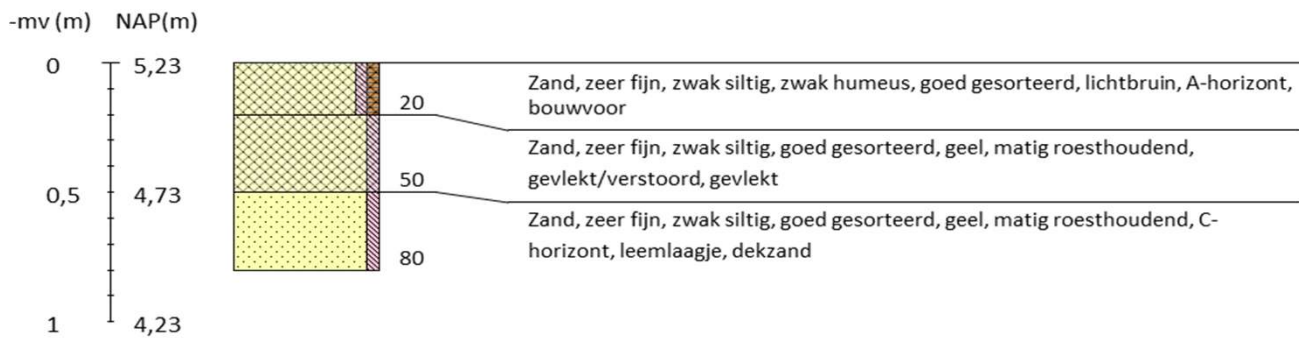 -mv (m) NAP(m)
0 5,23
Zand, zeer fijn, zwak siltig, zwak humeus, goed gesorteerd, lichtbruin, A-horizont,
20
bouwvoor
Zand, zeer fijn, zwak siltig, goed gesorteerd, geel, matig roesthoudend,
50
gevlekt/verstoord, gevlekt
0,5 4,73
Zand, zeer fijn, zwak siltig, goed gesorteerd, geel, matig roesthoudend, C-
horizont, leemlaagje, dekzand
80
1 4,23